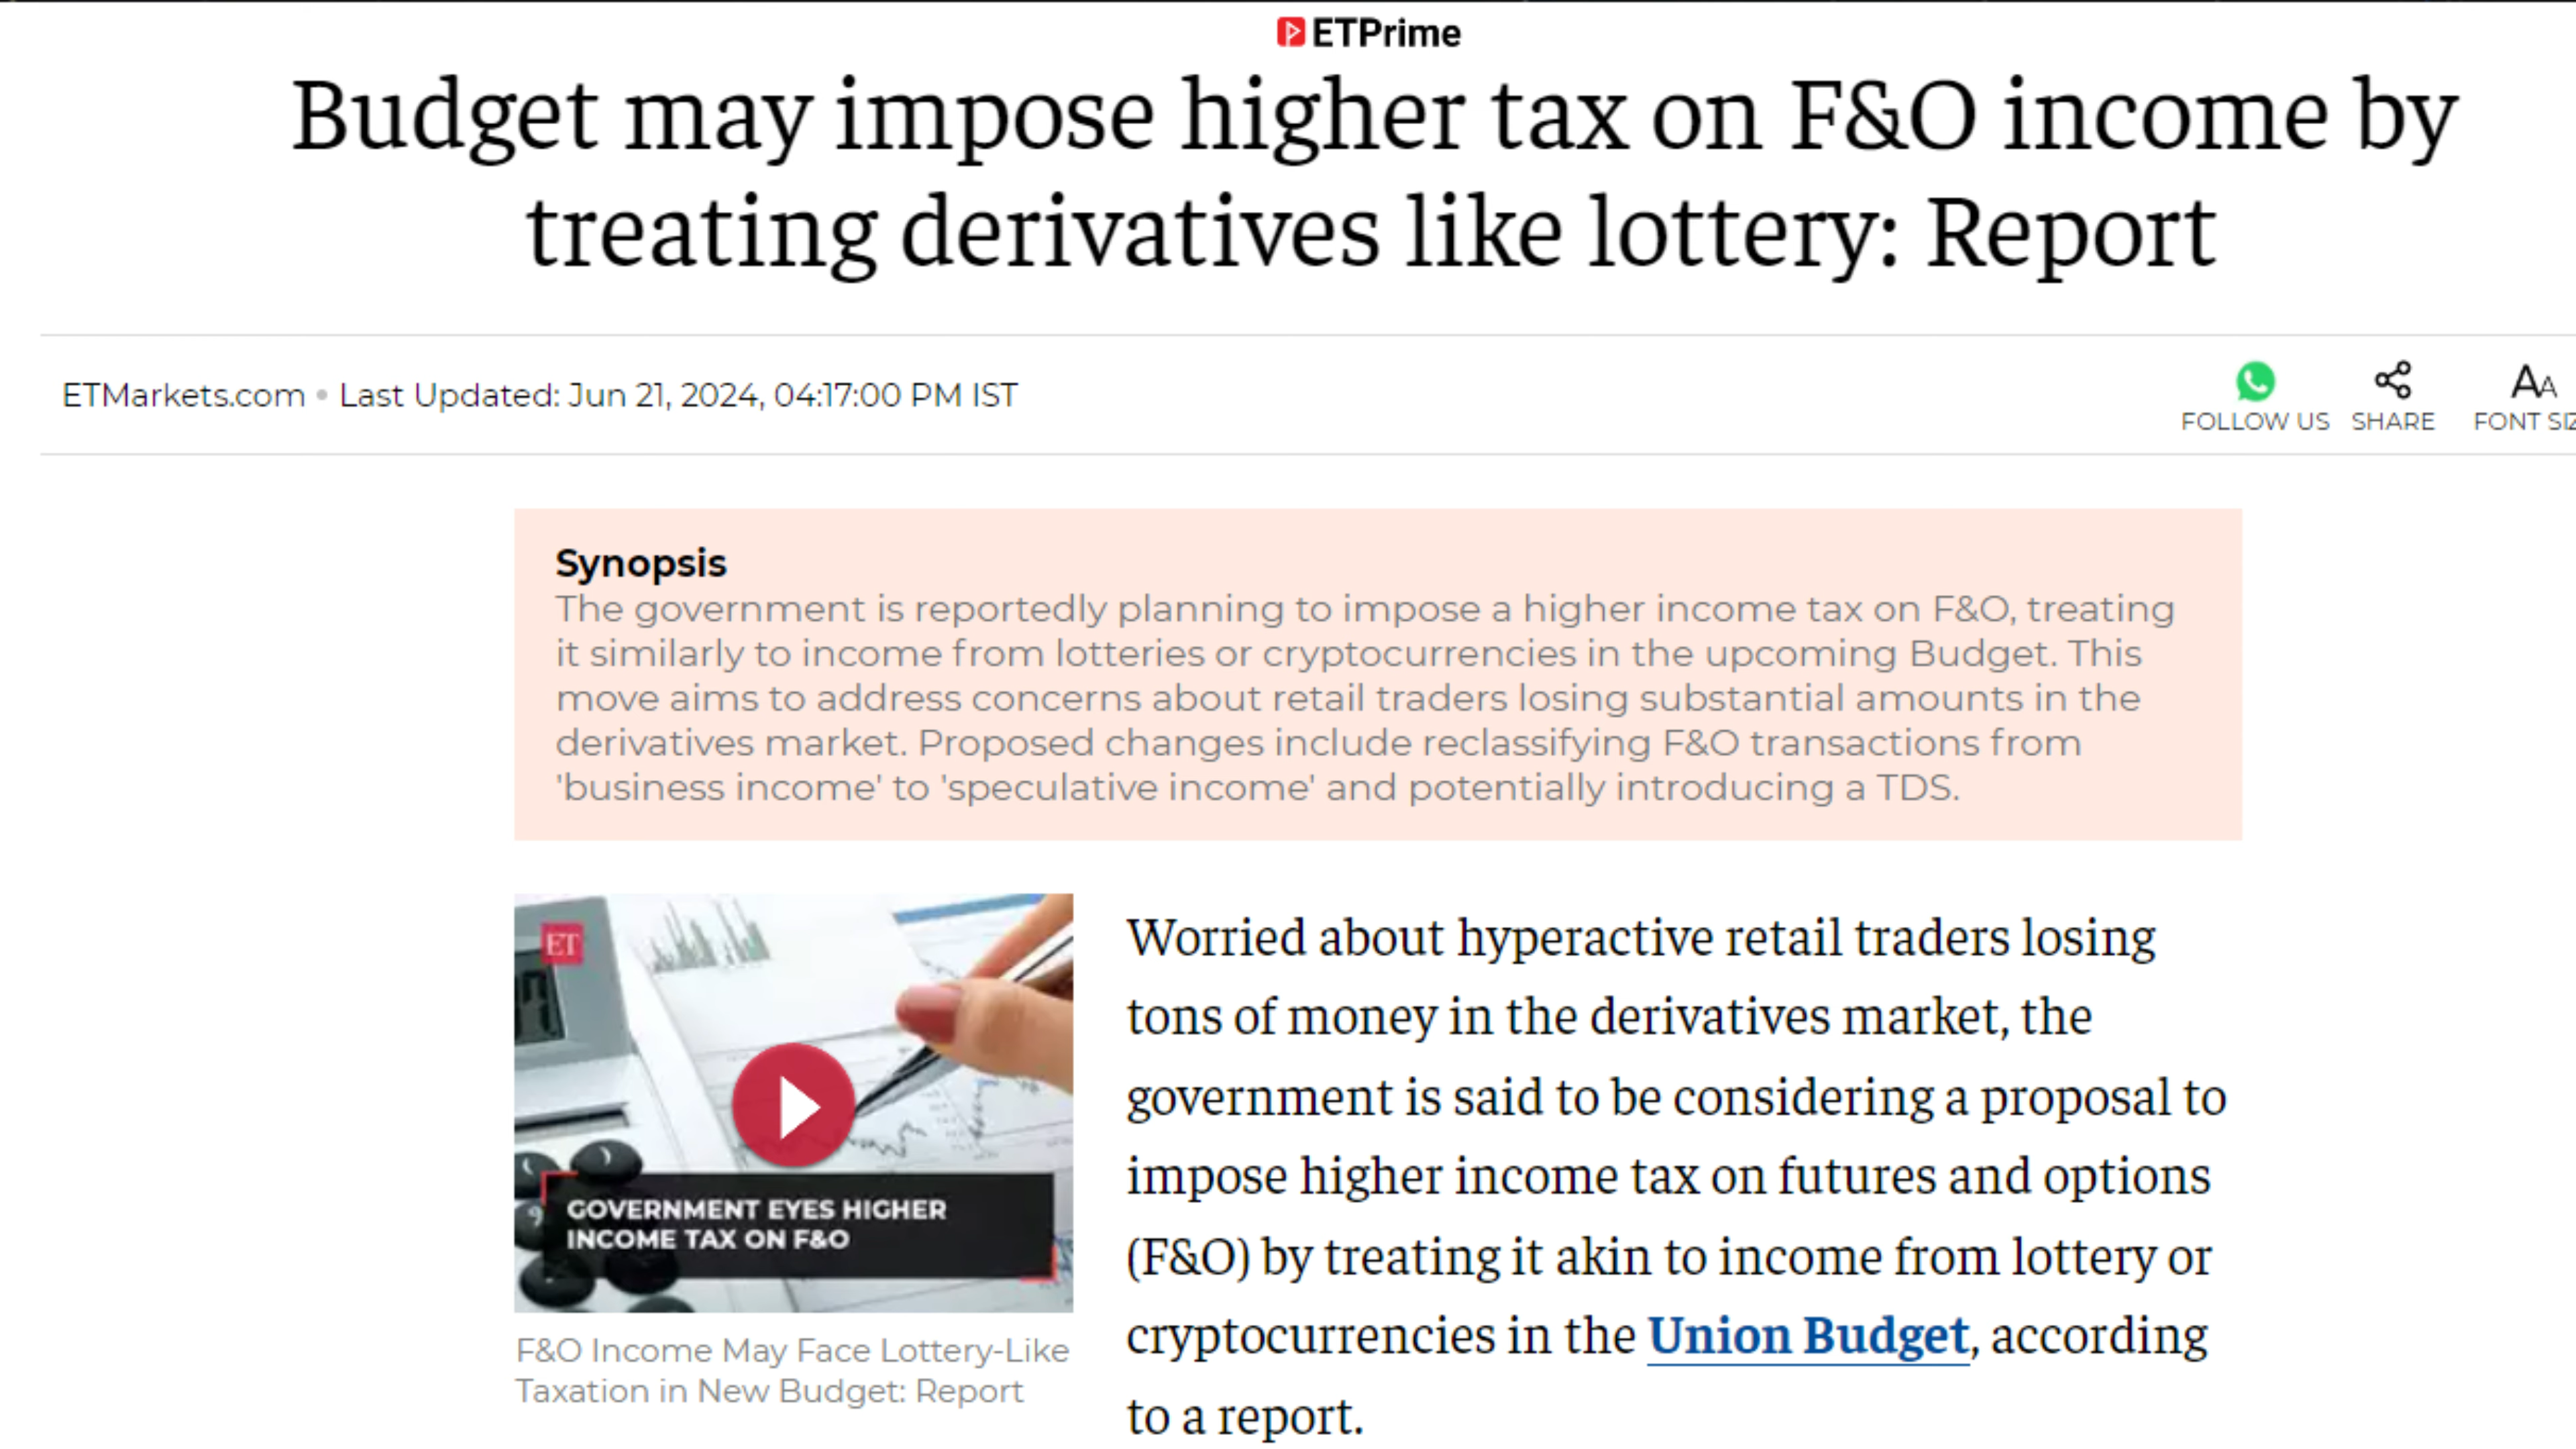 ETPrime
Budget may impose higher tax on F&O income by
treating derivatives like lottery: Report
ETMarkets.com • Last Updated: Jun 21, 2024, 04:17:00 PM IST
FOLLOW US SHARE FONT SIZ
Synopsis
The government is reportedly planning to impose a higher income tax on F&O, treating
it similarly to income from lotteries or cryptocurrencies in the upcoming Budget. This
move aims to address concerns about retail traders losing substantial amounts in the
derivatives market. Proposed changes include reclassifying F&O transactions from
'business income' to 'speculative income' and potentially introducing a TDS.
ET
GOVERNMENT EYES HIGHER
INCOME TAX ON F&O
F&O Income May Face Lottery-Like
Taxation in New Budget: Report
Worried about hyperactive retail traders losing
tons of money in the derivatives market, the
government is said to be considering a proposal to
impose higher income tax on futures and options
(F&O) by treating it akin to income from lottery or
cryptocurrencies in the Union Budget, according
to a report.